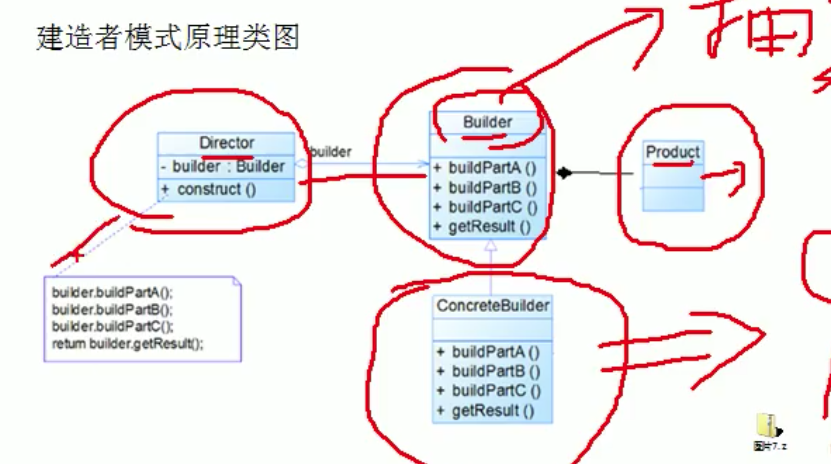 建造者模式原理类图
抽
Director
- builder : Builder
+ construct ()
builder
Builder
+ buildPartA ()
+ buildPartB ()
+ buildPartC ()
+ getResult ()
Product
builder.buildPartA();
builder.buildPartB();
builder.buildPartC();
return builder.getResult();
ConcreteBuilder
+ buildPartA ()
+ buildPartB ()
+ buildPartC ()
+ getResult ()
图片7.z